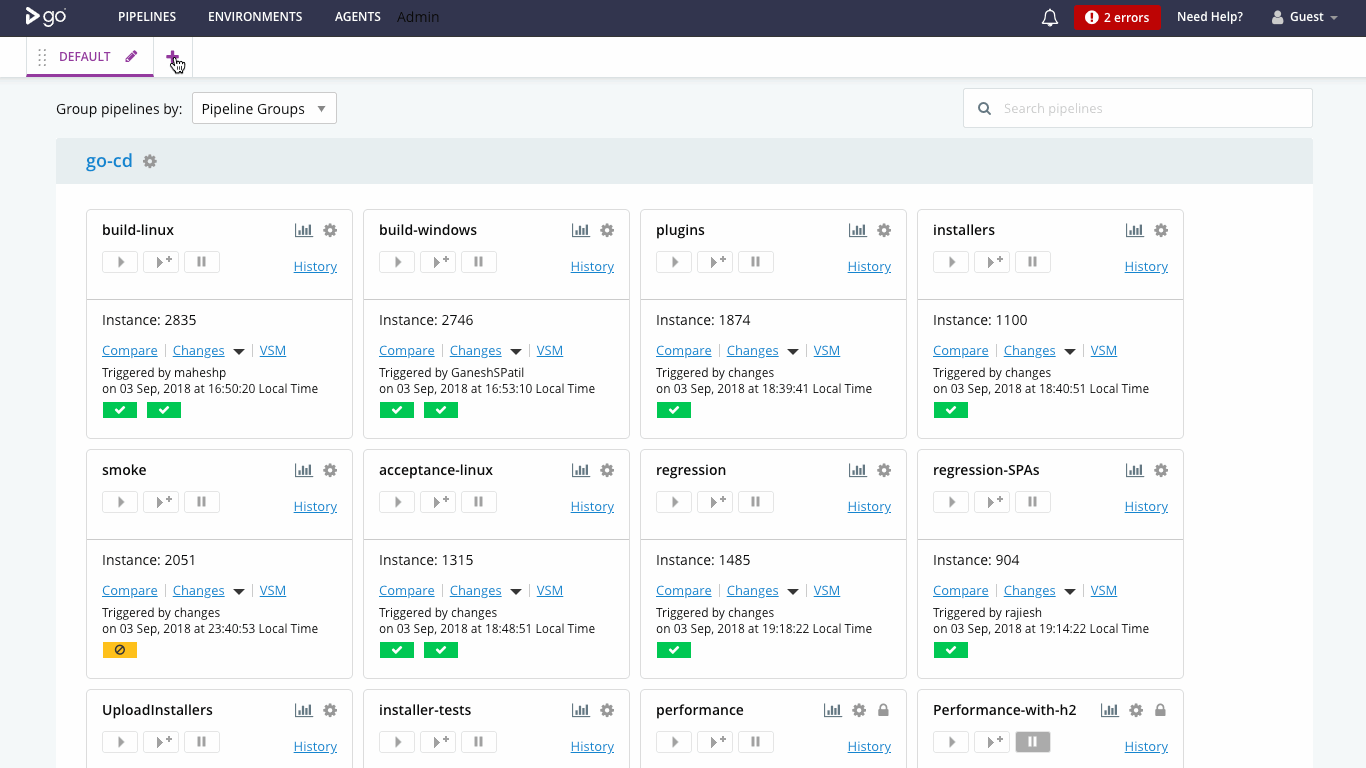 go PIPELINES ENVIRONMENTS AGENTS Admin 2 errors Need Help? Guest
DEFAULT
Group pipelines by: Pipeline Groups Search pipelines
go-cd
build-linux
History
Instance: 2835
Compare Changes VSM
Triggered by maheshp
on 03 Sep, 2018 at 16:50:20 Local Time
build-windows
History
Instance: 2746
Compare Changes VSM
Triggered by GaneshSPatil
on 03 Sep, 2018 at 16:53:10 Local Time
plugins
History
Instance: 1874
Compare Changes VSM
Triggered by changes
on 03 Sep, 2018 at 18:39:41 Local Time
installers
History
Instance: 1100
Compare Changes VSM
Triggered by changes
on 03 Sep, 2018 at 18:40:51 Local Time
smoke
History
Instance: 2051
Compare Changes VSM
Triggered by changes
on 03 Sep, 2018 at 23:40:53 Local Time
acceptance-linux
History
Instance: 1315
Compare Changes VSM
Triggered by changes
on 03 Sep, 2018 at 18:48:51 Local Time
regression
History
Instance: 1485
Compare Changes VSM
Triggered by changes
on 03 Sep, 2018 at 19:18:22 Local Time
regression-SPAs
History
Instance: 904
Compare Changes VSM
Triggered by rajiesh
on 03 Sep, 2018 at 19:14:22 Local Time
UploadInstallers
History
installer-tests
History
performance
History
Performance-with-h2
History